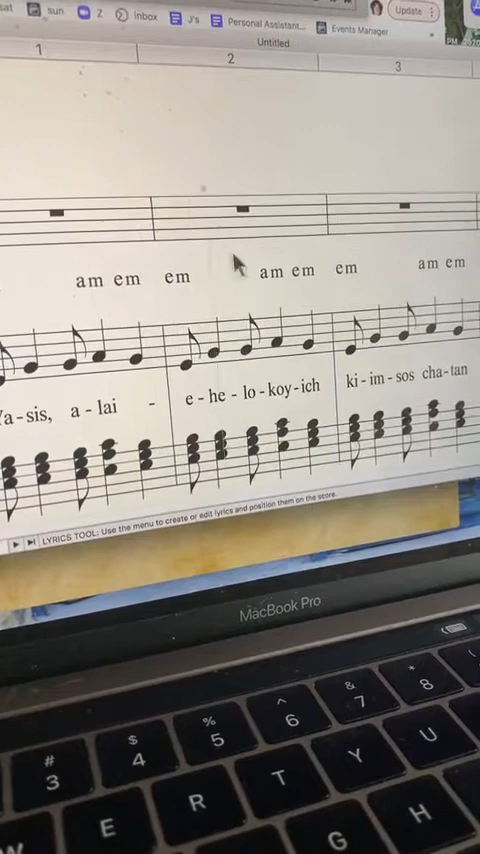 sat sun Z Inbox J's Personal Assistant... Events Manager Update
Untitled
1 2 3
am em em am em em am em
Ya-sis, a-lai - e-he-lo-koy-ich ki-im-sos cha-tan
LYRICS TOOL: Use the menu to create or edit lyrics and position them on the score.
MacBook Pro
# $ % ^ & *
3 4 5 6 7 8
W E R T Y U
G H